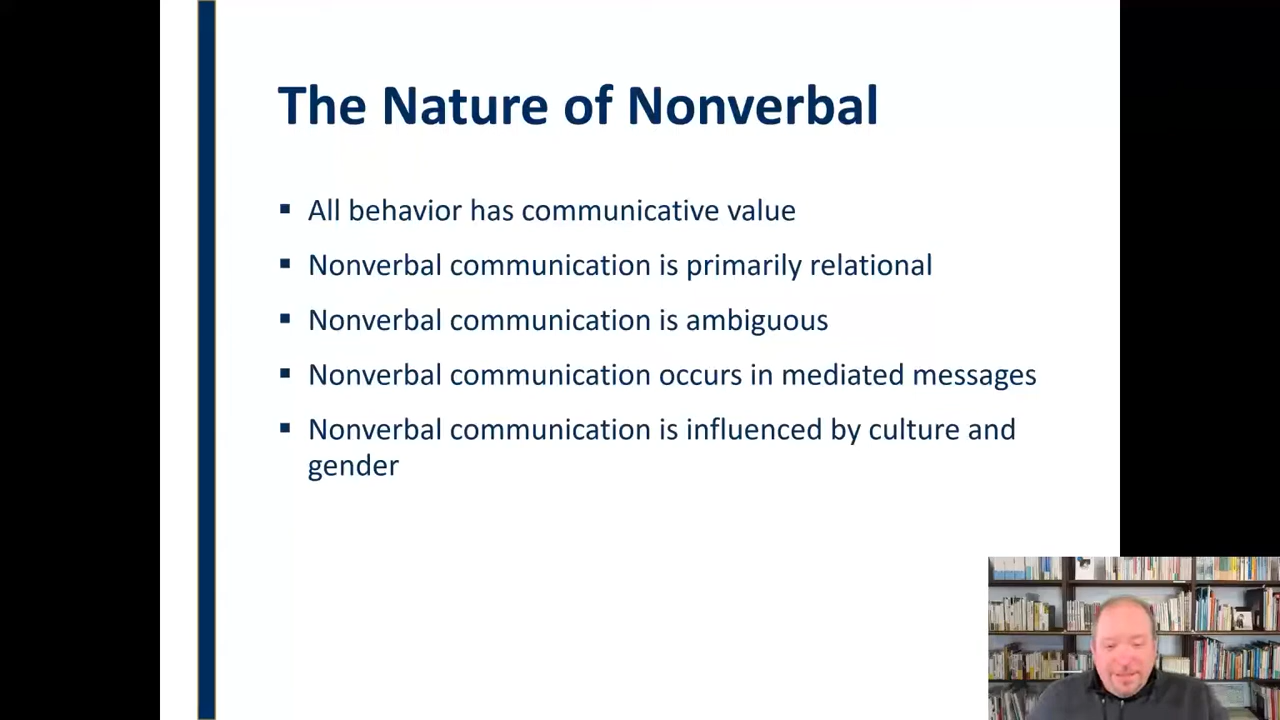 The Nature of Nonverbal
▪ All behavior has communicative value
▪ Nonverbal communication is primarily relational
▪ Nonverbal communication is ambiguous
▪ Nonverbal communication occurs in mediated messages
▪ Nonverbal communication is influenced by culture and
gender